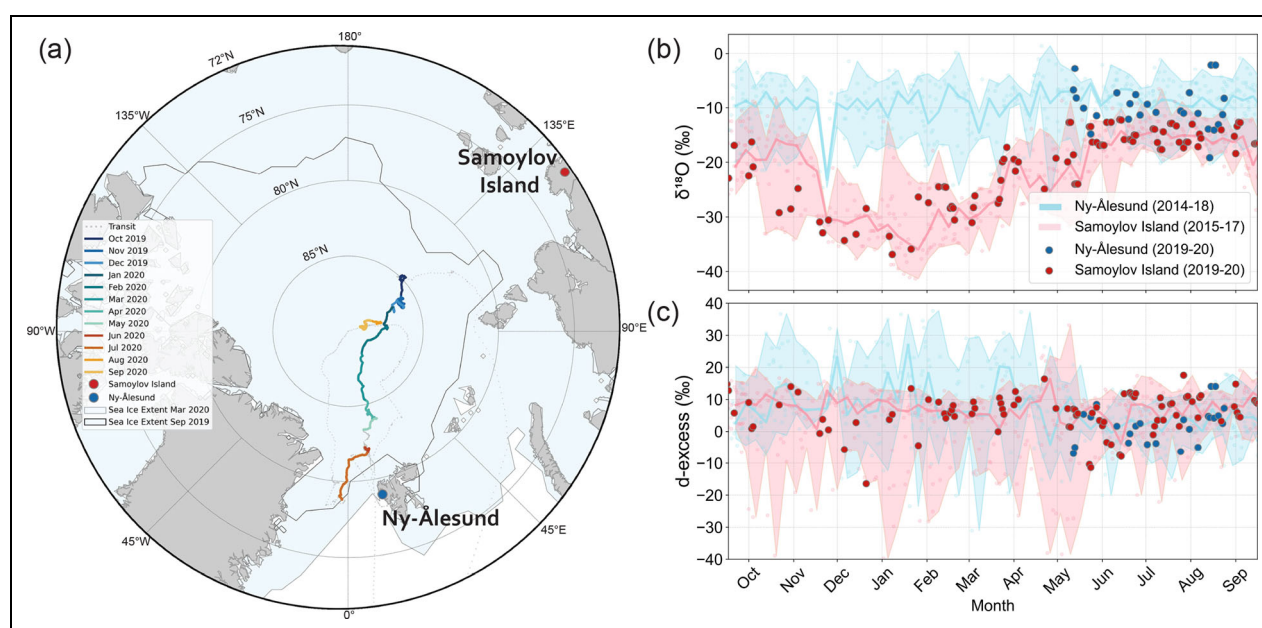 (a)
180°
72°N
135°W
75°N
135°E
Samoylov
Island
80°N
85°N
Transit
Oct 2019
Nov 2019
Dec 2019
Jan 2020
Feb 2020
Mar 2020
Apr 2020
May 2020
Jun 2020
Jul 2020
Aug 2020
Sep 2020
Samoylov Island
Ny-Ålesund
Sea Ice Extent Mar 2020
Sea Ice Extent Sep 2019
90°W
90°E
Ny-Ålesund
45°W
45°E
0°
(b)
δ¹⁸O (‰)
0
−10
−20
−30
−40
Ny-Ålesund (2014-18)
Samoylov Island (2015-17)
Ny-Ålesund (2019-20)
Samoylov Island (2019-20)
(c)
d-excess (‰)
40
30
20
10
0
−10
−20
−30
−40
Oct
Nov
Dec
Jan
Feb
Mar
Apr
May
Jun
Jul
Aug
Sep
Month